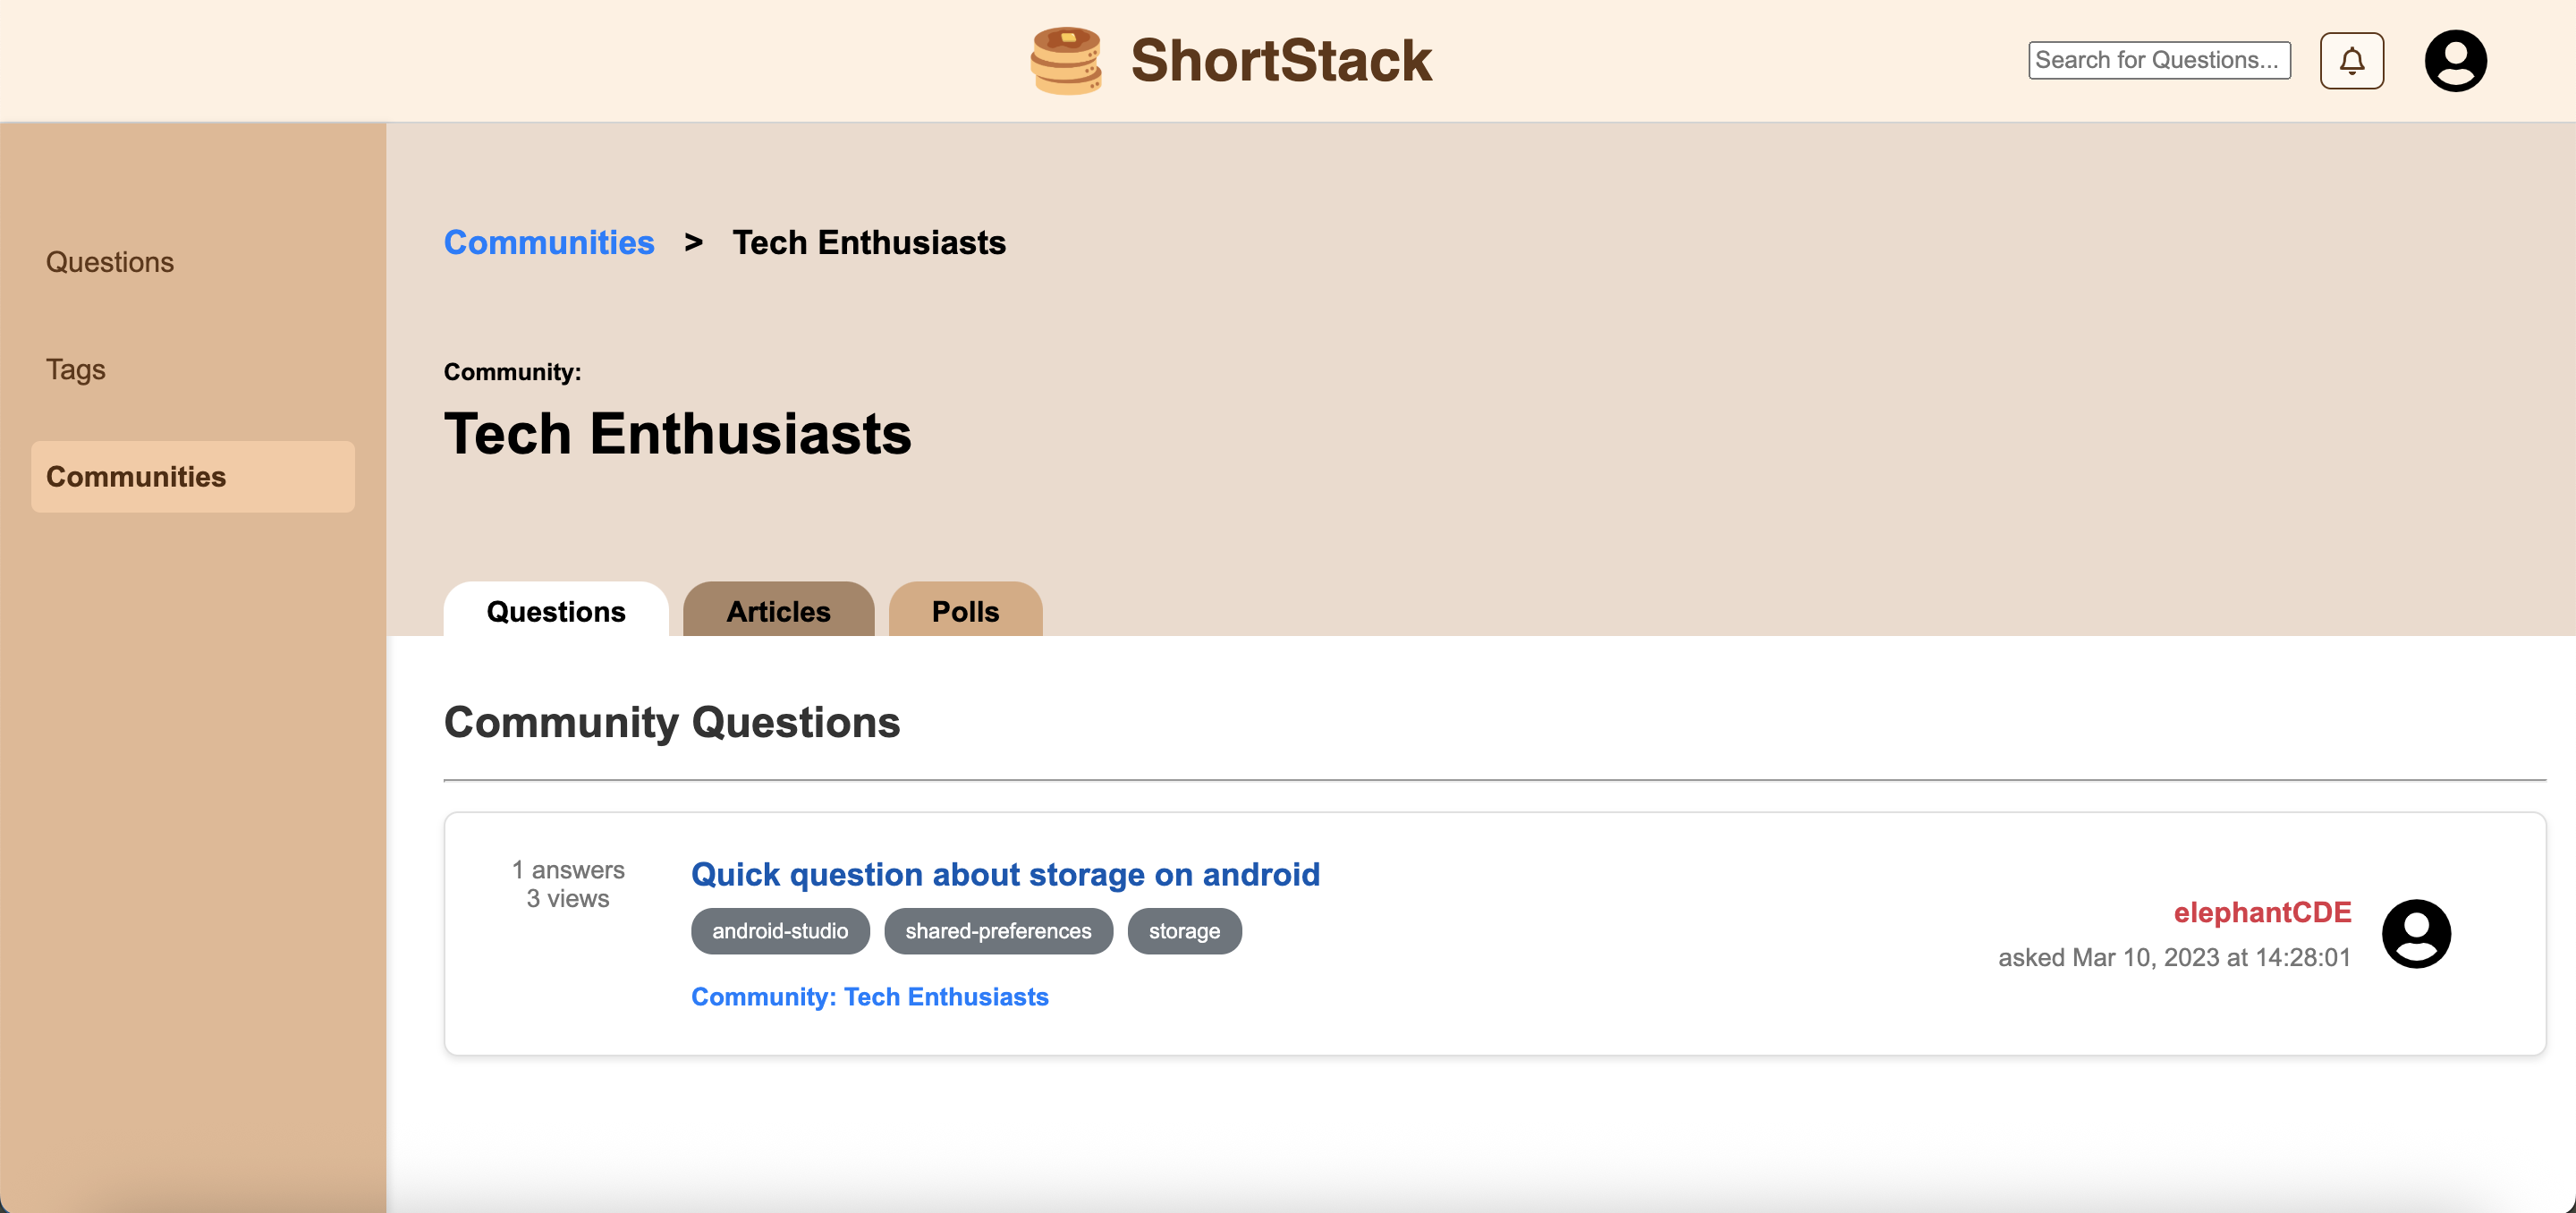 ShortStack
Search for Questions...
Questions
Tags
Communities
Communities > Tech Enthusiasts
Community:
Tech Enthusiasts
Questions Articles Polls
Community Questions
1 answers
3 views
Quick question about storage on android
android-studio shared-preferences storage
Community: Tech Enthusiasts
elephantCDE
asked Mar 10, 2023 at 14:28:01